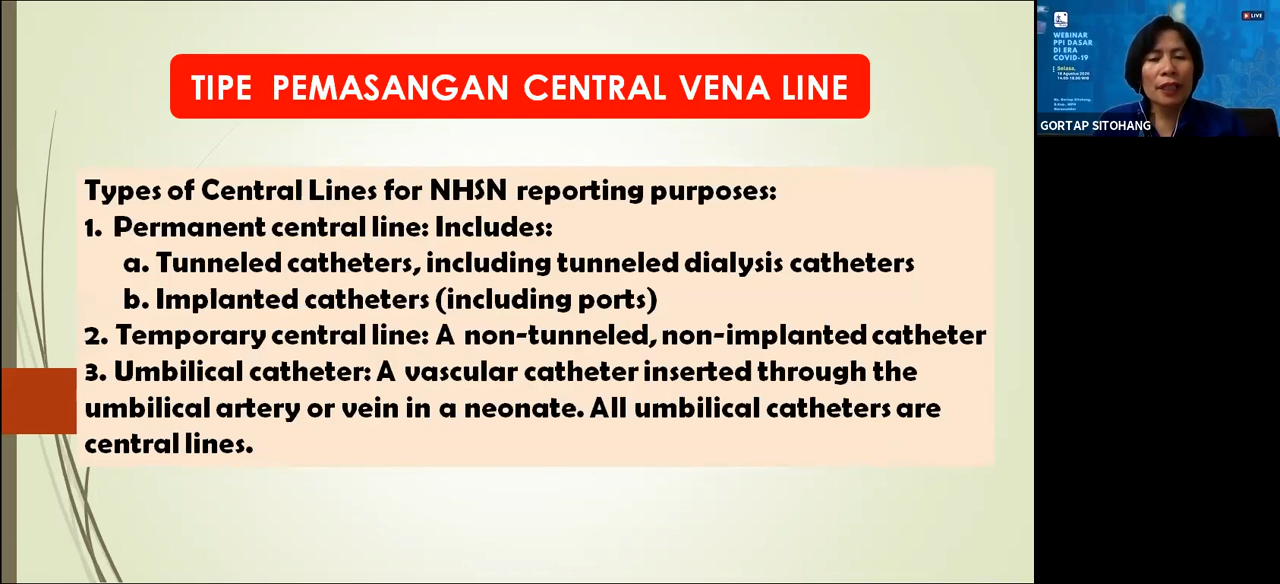 TIPE PEMASANGAN CENTRAL VENA LINE
Types of Central Lines for NHSN reporting purposes:
1. Permanent central line: Includes:
a. Tunneled catheters, including tunneled dialysis catheters
b. Implanted catheters (including ports)
2. Temporary central line: A non-tunneled, non-implanted catheter
3. Umbilical catheter: A vascular catheter inserted through the
umbilical artery or vein in a neonate. All umbilical catheters are
central lines.
LIVE
WEBINAR
PPI DASAR
DI ERA
COVID-19
Selasa,
GORTAP SITOHANG